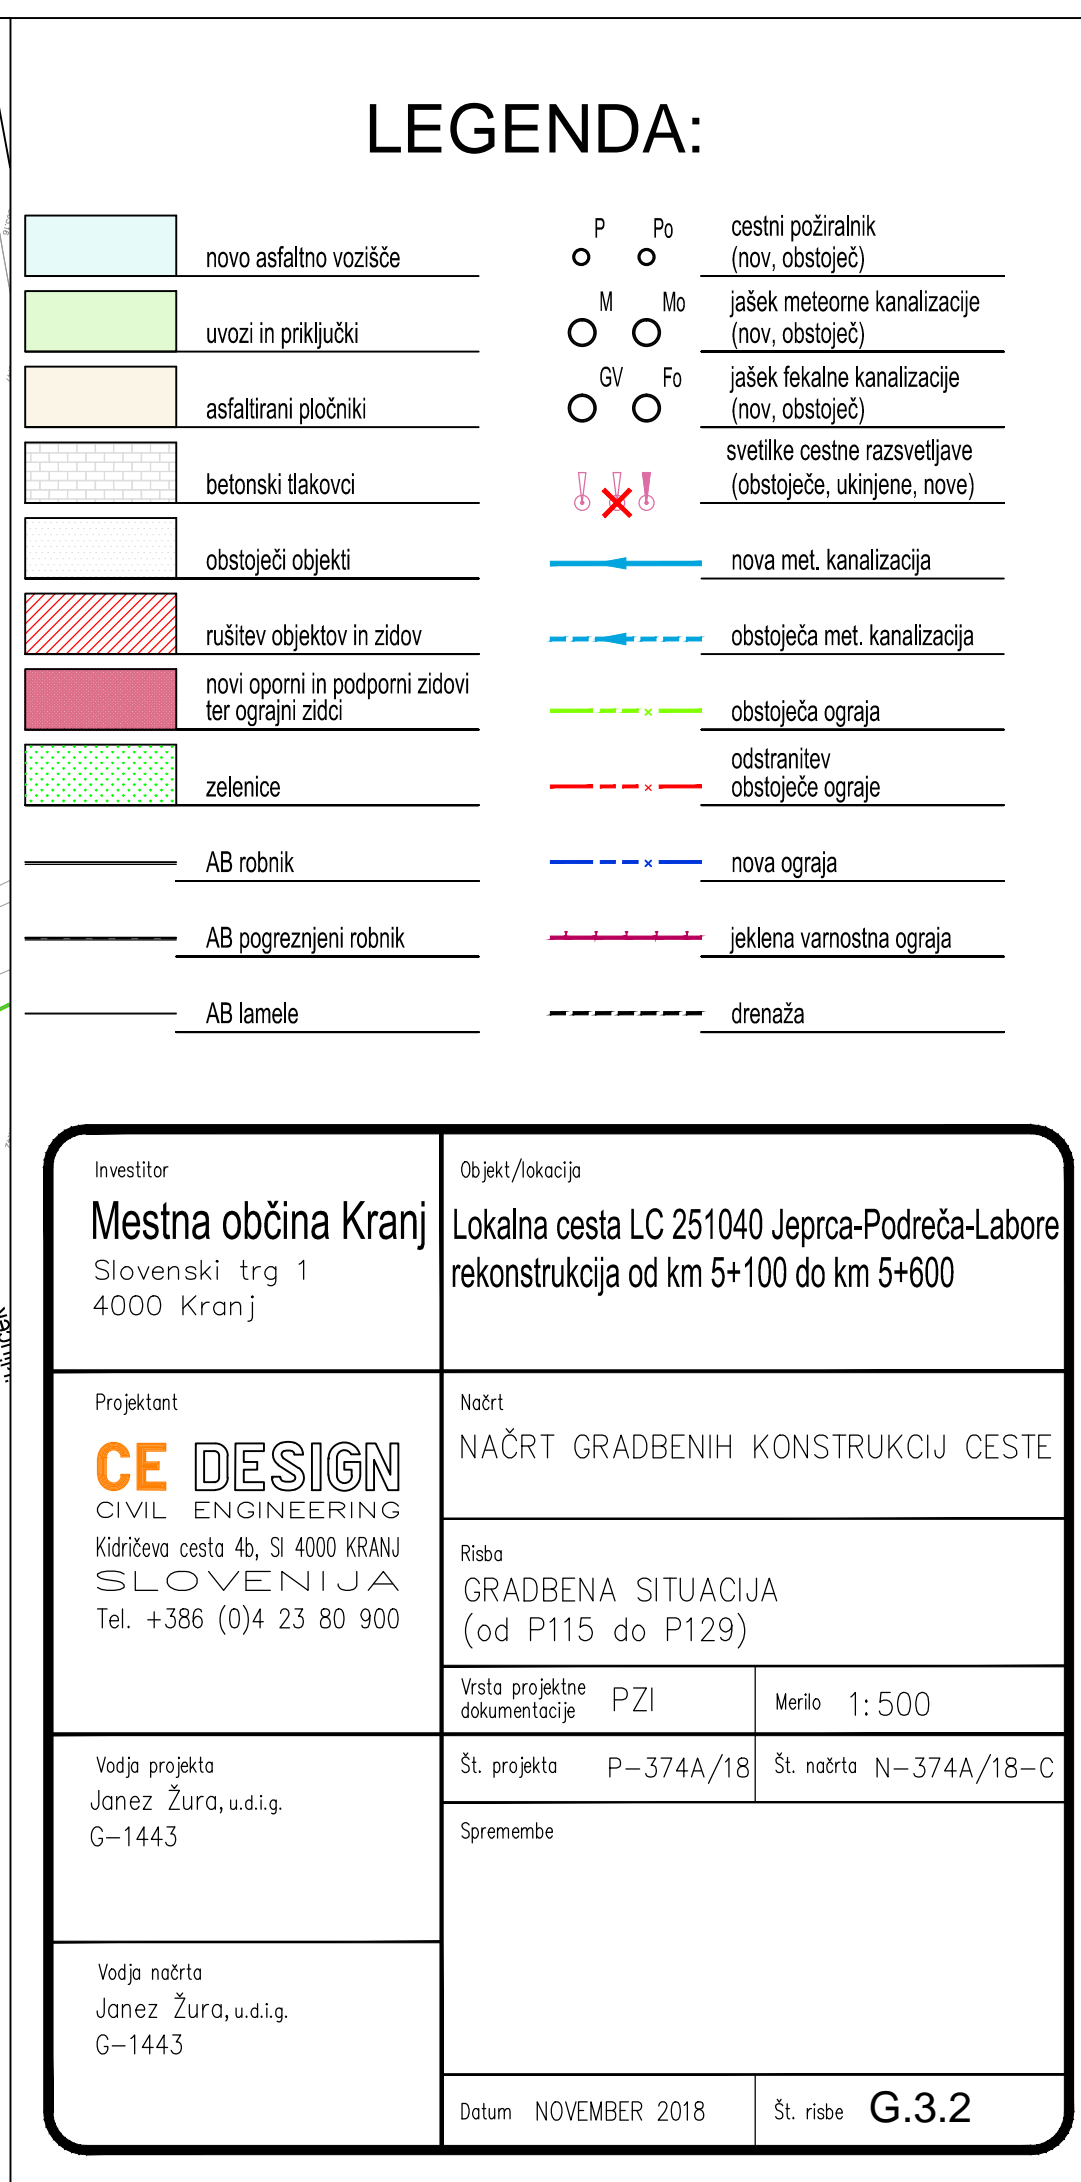 LEGENDA:
novo asfaltno vozišče
uvozi in priključki
asfaltirani pločniki
betonski tlakovci
obstoječi objekti
rušitev objektov in zidov
novi oporni in podporni zidovi
ter ograjni zidci
zelenice
AB robnik
AB pogreznjeni robnik
AB lamele
P Po
cestni požiralnik
(nov, obstoječ)
M Mo
jašek meteorne kanalizacije
(nov, obstoječ)
GV Fo
jašek fekalne kanalizacije
(nov, obstoječ)
svetilke cestne razsvetljave
(obstoječe, ukinjene, nove)
nova met. kanalizacija
obstoječa met. kanalizacija
obstoječa ograja
odstranitev
obstoječe ograje
nova ograja
jeklena varnostna ograja
drenaža
Investitor
Mestna občina Kranj
Slovenski trg 1
4000 Kranj
Objekt/lokacija
Lokalna cesta LC 251040 Jeprca-Podreča-Labore
rekonstrukcija od km 5+100 do km 5+600
Projektant
CE DESIGN
CIVIL ENGINEERING
Kidričeva cesta 4b, SI 4000 KRANJ
SLOVENIJA
Tel. +386 (0)4 23 80 900
Načrt
NAČRT GRADBENIH KONSTRUKCIJ CESTE
Risba
GRADBENA SITUACIJA
(od P115 do P129)
Vrsta projektne
dokumentacije PZI
Merilo 1:500
Št. projekta P-374A/18
Št. načrta N-374A/18-C
Vodja projekta
Janez Žura, u.d.i.g.
G-1443
Spremembe
Vodja načrta
Janez Žura, u.d.i.g.
G-1443
Datum NOVEMBER 2018
Št. risbe G.3.2